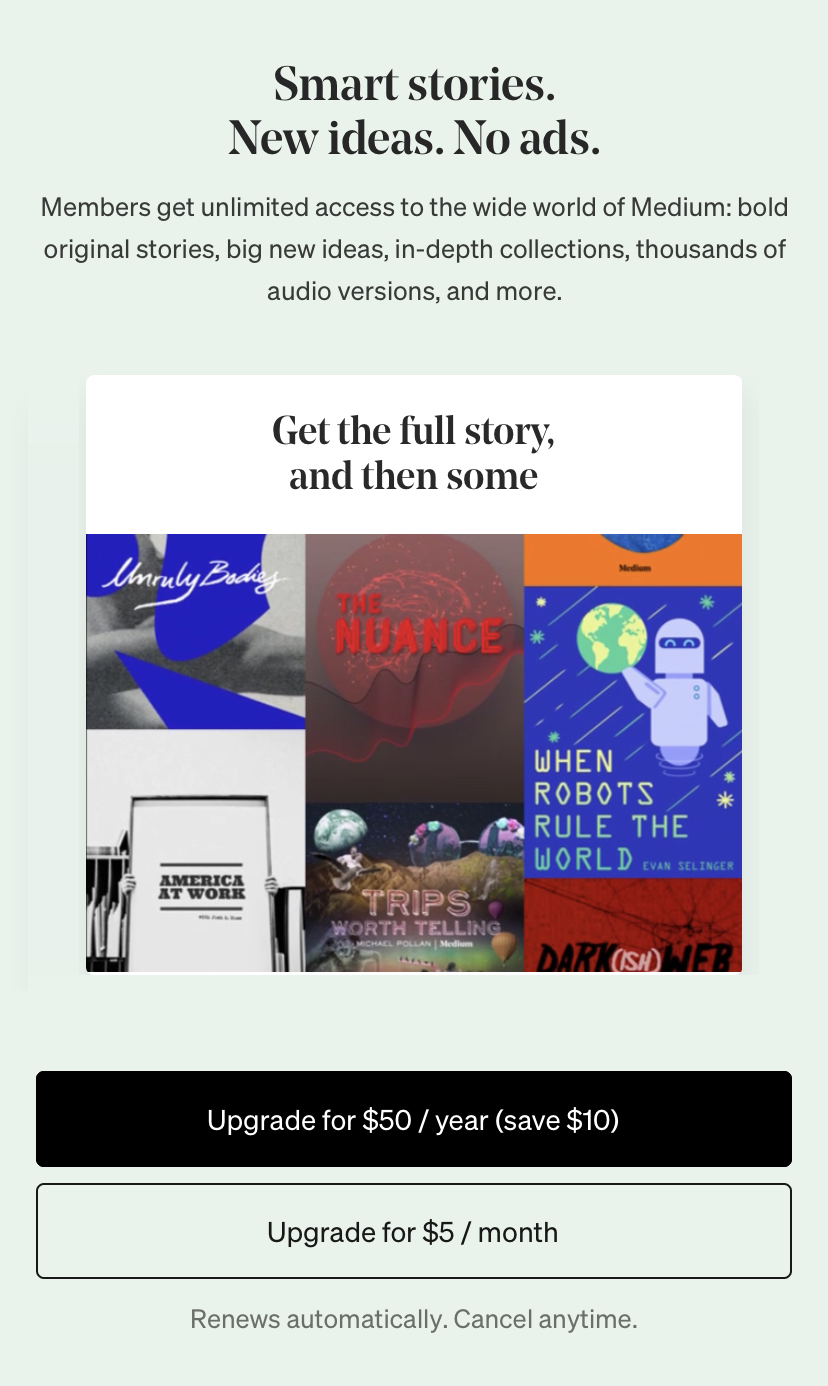 Smart stories.
New ideas. No ads.
Members get unlimited access to the wide world of Medium: bold
original stories, big new ideas, in-depth collections, thousands of
audio versions, and more.
Get the full story,
and then some
Unruly Bodies
THE
NUANCE
Medium
WHEN
ROBOTS
RULE THE
WORLD EVAN SELINGER
AMERICA
AT WORK
TRIPS
WORTH TELLING
MICHAEL POLLAN | Medium
DARK(ISH) WEB
Upgrade for $50 / year (save $10)
Upgrade for $5 / month
Renews automatically. Cancel anytime.